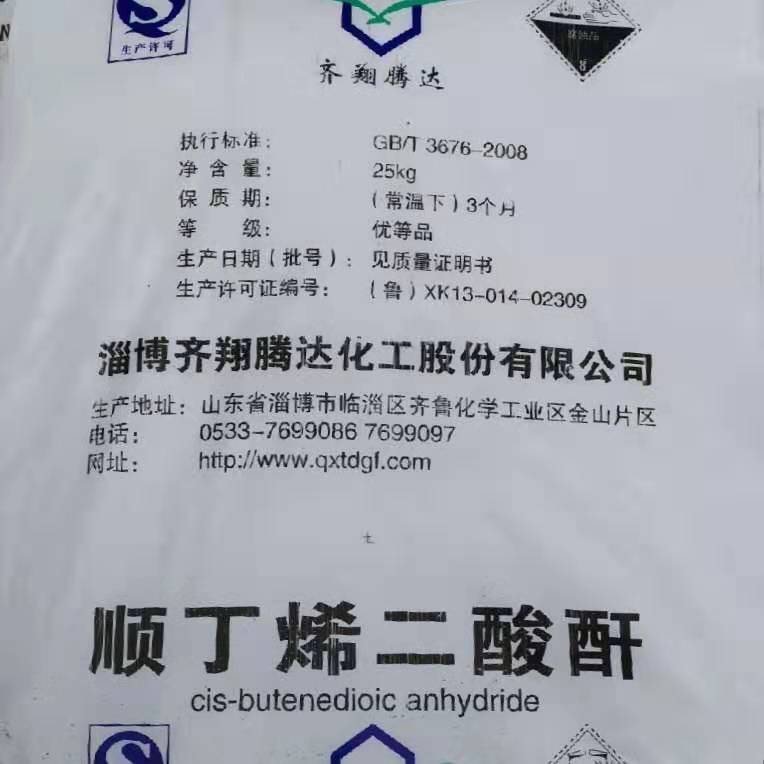 生产许可
齐翔腾达
腐蚀品
8
执行标准: GB/T 3676-2008
净含量: 25kg
保质期: (常温下)3个月
等级: 优等品
生产日期(批号): 见质量证明书
生产许可证编号: (鲁)XK13-014-02309
淄博齐翔腾达化工股份有限公司
生产地址: 山东省淄博市临淄区齐鲁化学工业区金山片区
电话: 0533-7699086 7699097
网址: http://www.qxtdgf.com
七
顺丁烯二酸酐
cis-butenedioic anhydride